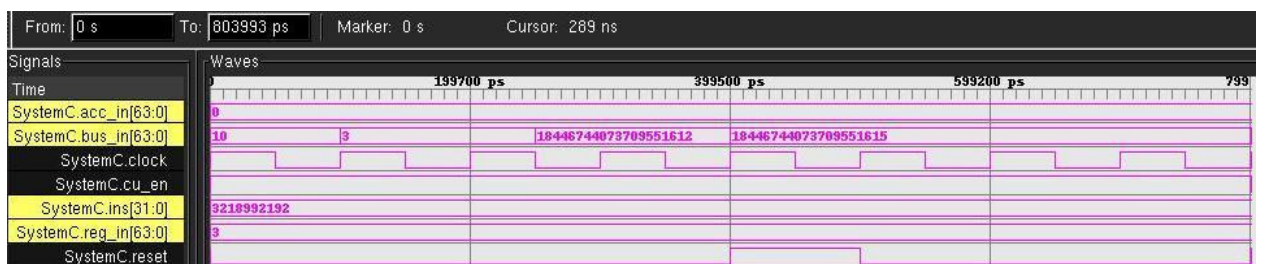 From: 0 s To: 803993 ps Marker: 0 s Cursor: 289 ns
Signals Waves
Time 0 199700 ps 399500 ps 599200 ps 799
SystemC.acc_in[63:0] 0
SystemC.bus_in[63:0] 10 3 18446744073709551612 18446744073709551615
SystemC.clock
SystemC.cu_en
SystemC.ins[31:0] 3218992192
SystemC.reg_in[63:0] 3
SystemC.reset